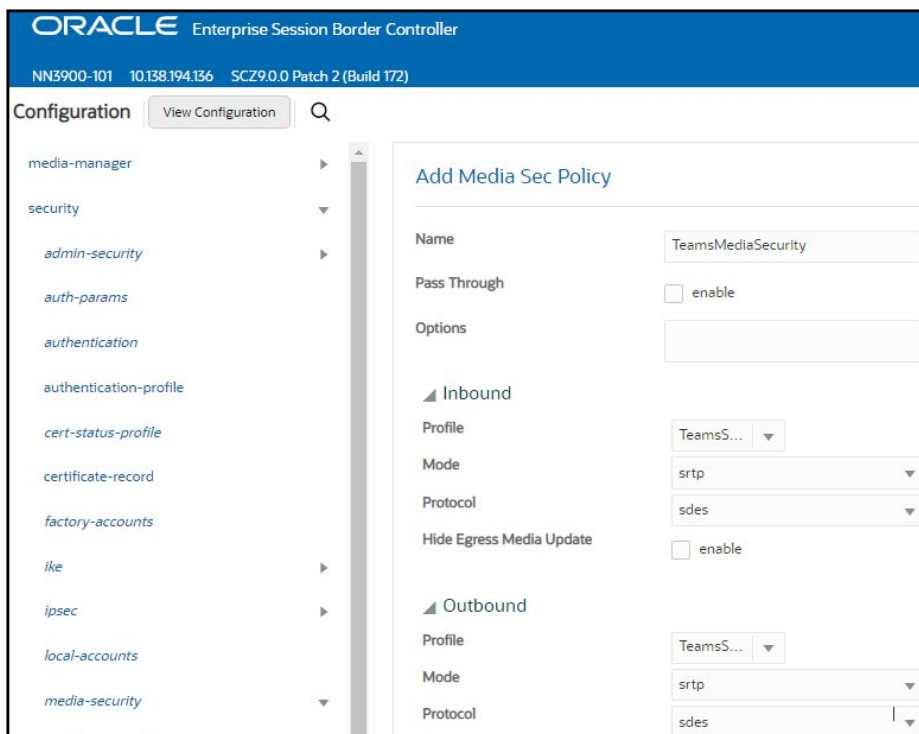 ORACLE Enterprise Session Border Controller
NN3900-101 10.138.194.136 SCZ9.0.0 Patch 2 (Build 172)
Configuration View Configuration
media-manager
security
admin-security
auth-params
authentication
authentication-profile
cert-status-profile
certificate-record
factory-accounts
ike
ipsec
local-accounts
media-security
Add Media Sec Policy
Name TeamsMediaSecurity
Pass Through enable
Options
Inbound
Profile TeamsS...
Mode srtp
Protocol sdes
Hide Egress Media Update enable
Outbound
Profile TeamsS...
Mode srtp
Protocol sdes